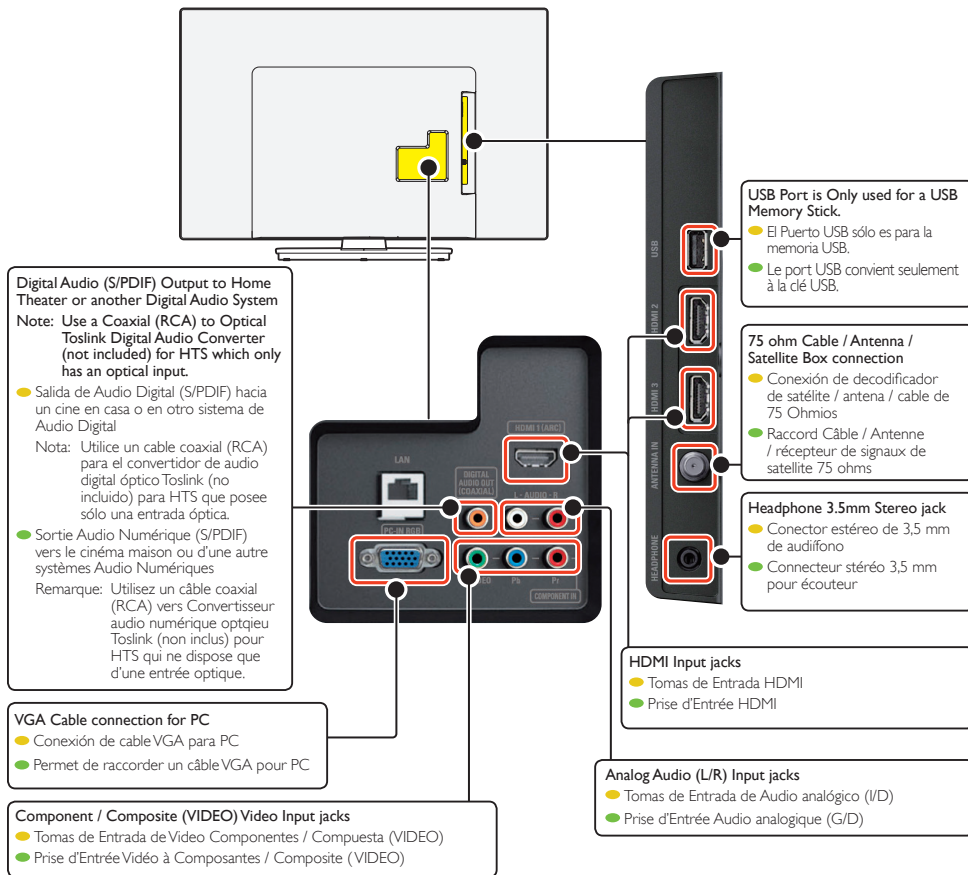 USB Port is Only used for a USB
Memory Stick.
El Puerto USB sólo es para la
memoria USB.
Le port USB convient seulement
à la clé USB.
USB
HDMI 2
HDMI 3
ANTENNA IN
HEADPHONE
75 ohm Cable / Antenna /
Satellite Box connection
Conexión de decodificador
de satélite / antena / cable de
75 Ohmios
Raccord Câble / Antenne
/ récepteur de signaux de
satellite 75 ohms
Headphone 3.5mm Stereo jack
Conector estéreo de 3,5 mm
de audiffono
Connecteur stéréo 3,5 mm
pour écouteur
Digital Audio (S/PDIF) Output to Home
Theater or another Digital Audio System
Note: Use a Coaxial (RCA) to Optical
Toslink Digital Audio Converter
(not included) for HTS which only
has an optical input.
Salida de Audio Digital (S/PDIF) hacia
un cine en casa o en otro sistema de
Audio Digital
Nota: Utilice un cable coaxial (RCA)
para el convertidor de audio
digital óptico Toslink (no
incluido) para HTS que posee
sólo una entrada óptica.
Sortie Audio Numérique (S/PDIF)
vers le cinéma maison ou d'une autre
systèmes Audio Numériques
Remarque: Utilisez un câble coaxial
(RCA) vers Convertisseur
audio numérique optqieu
Toslink (non inclus) pour
HTS qui ne dispose que
d'une entrée optique.
HDMI 1 (ARC)
LAN
DIGITAL
AUDIO OUT
(COAXIAL)
L - AUDIO - R
PC-IN RGB
Pb
Pr
COMPONENT IN
HDMI Input jacks
Tomas de Entrada HDMI
Prise d'Entrée HDMI
VGA Cable connection for PC
Conexión de cable VGA para PC
Permet de raccorder un câble VGA pour PC
Analog Audio (L/R) Input jacks
Tomas de Entrada de Audio analógico (I/D)
Prise d'Entrée Audio analogique (G/D)
Component / Composite (VIDEO) Video Input jacks
Tomas de Entrada de Video Componentes / Compuesta (VIDEO)
Prise d'Entrée Vidéo à Composantes / Composite ( VIDEO)